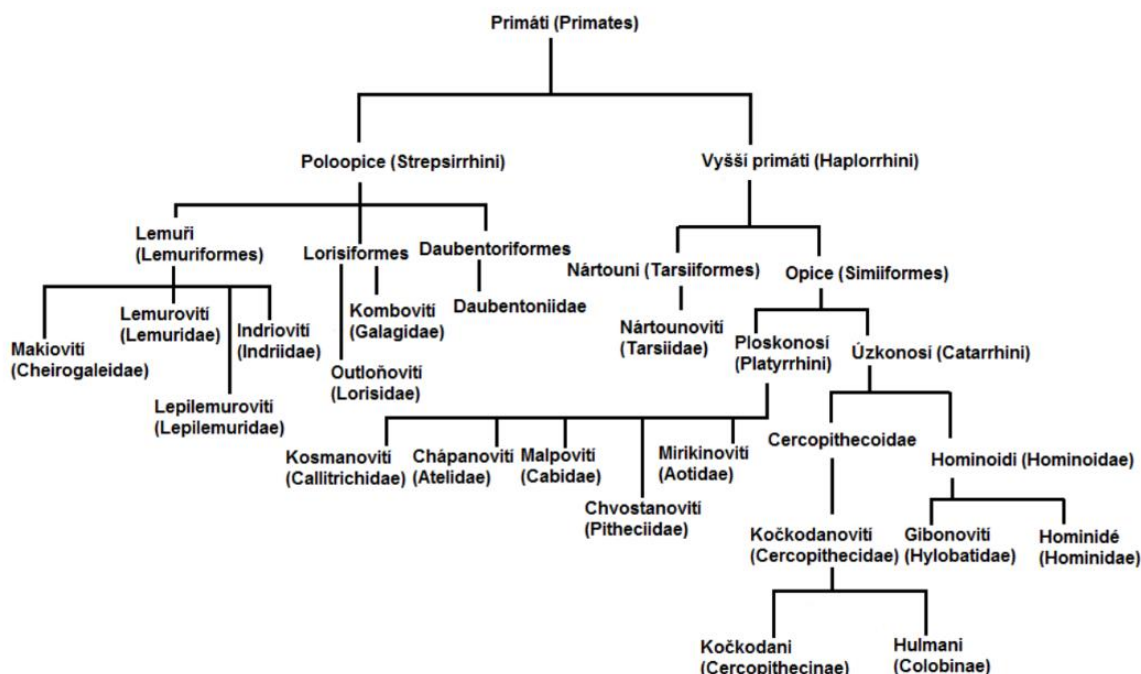 Primáti (Primates)
Poloopice (Strepsirrhini)
Vyšší primáti (Haplorrhini)
Lemuři
(Lemuriformes)
Lorisiformes
Daubentoriformes
Nártouni (Tarsiiformes)
Opice (Simiiformes)
Makiovití
(Cheirogaleidae)
Lemurovití
(Lemuridae)
Lepilemurovití
(Lepilemuridae)
Indriovití
(Indriidae)
Outloňovití
(Lorisidae)
Kombovití
(Galagidae)
Daubentoniidae
Nártounovití
(Tarsiidae)
Ploskonosí
(Platyrrhini)
Úzkonosí (Catarrhini)
Kosmanovití
(Callitrichidae)
Chápanovití
(Atelidae)
Malpovití
(Cabidae)
Chvostanovití
(Pitheciidae)
Mirikinovití
(Aotidae)
Cercopithecoidae
Hominoidi (Hominoidae)
Kočkodanovití
(Cercopithecidae)
Gibonovití
(Hylobatidae)
Hominidé
(Hominidae)
Kočkodani
(Cercopithecinae)
Hulmani
(Colobinae)